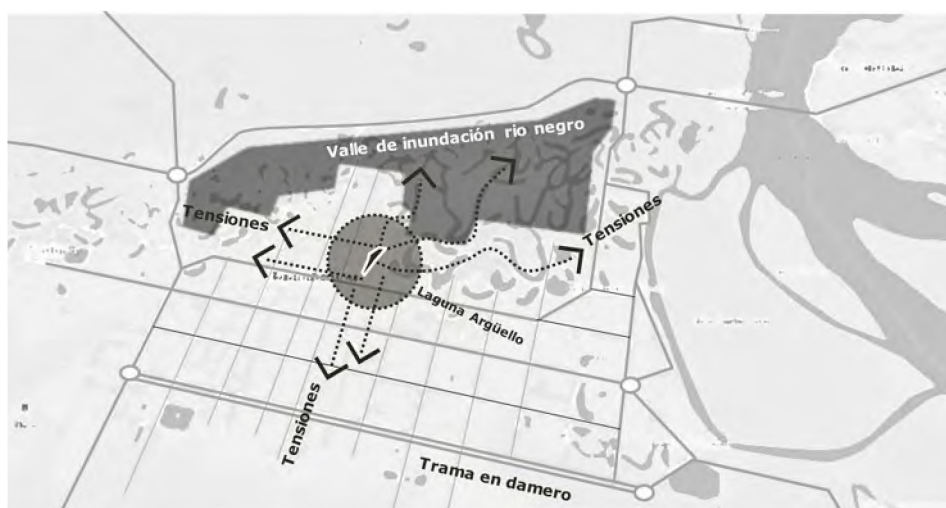 Valle de inundación rio negro
Tensiones
Tensiones
Laguna Argüello
Tensiones
Trama en damero